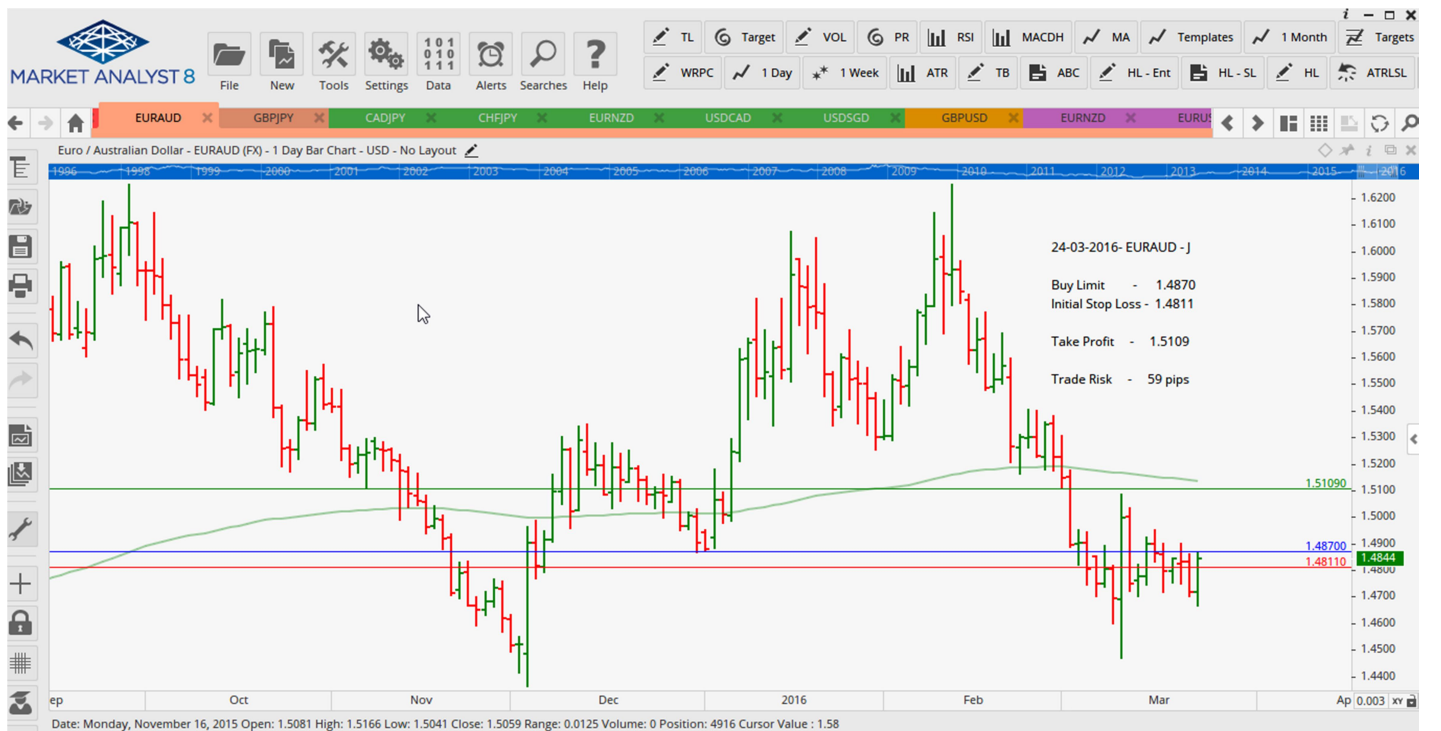 i
MARKET ANALYST 8
101
010
111
File New Tools Settings Data Alerts Searches Help
TL Target VOL PR RSI MACDH MA Templates 1 Month Targets
WRPC 1 Day 1 Week ATR TB ABC HL - Ent HL - SL HL ATRLSL
EURAUD GBPJPY CADJPY CHFJPY EURNZD USDCAD USDSGD GBPUSD EURNZD EURUS
Euro / Australian Dollar - EURAUD (FX) - 1 Day Bar Chart - USD - No Layout
1996 1998 1999 2000 2001 2002 2003 2004 2005 2006 2007 2008 2009 2010 2011 2012 2013 2014 2015 2016
1.6200
1.6100
24-03-2016- EURAUD - J
1.6000
1.5900
Buy Limit - 1.4870
Initial Stop Loss - 1.4811
1.5800
1.5700
Take Profit - 1.5109
1.5600
Trade Risk - 59 pips
1.5500
1.5400
1.5300
1.5200
1.51090
1.5100
1.5000
1.4900
1.48700
1.4844
1.48110
1.4800
1.4700
1.4600
1.4500
1.4400
ep Oct Nov Dec 2016 Feb Mar Ap 0.003 XY
Date: Monday, November 16, 2015 Open: 1.5081 High: 1.5166 Low: 1.5041 Close: 1.5059 Range: 0.0125 Volume: 0 Position: 4916 Cursor Value : 1.58